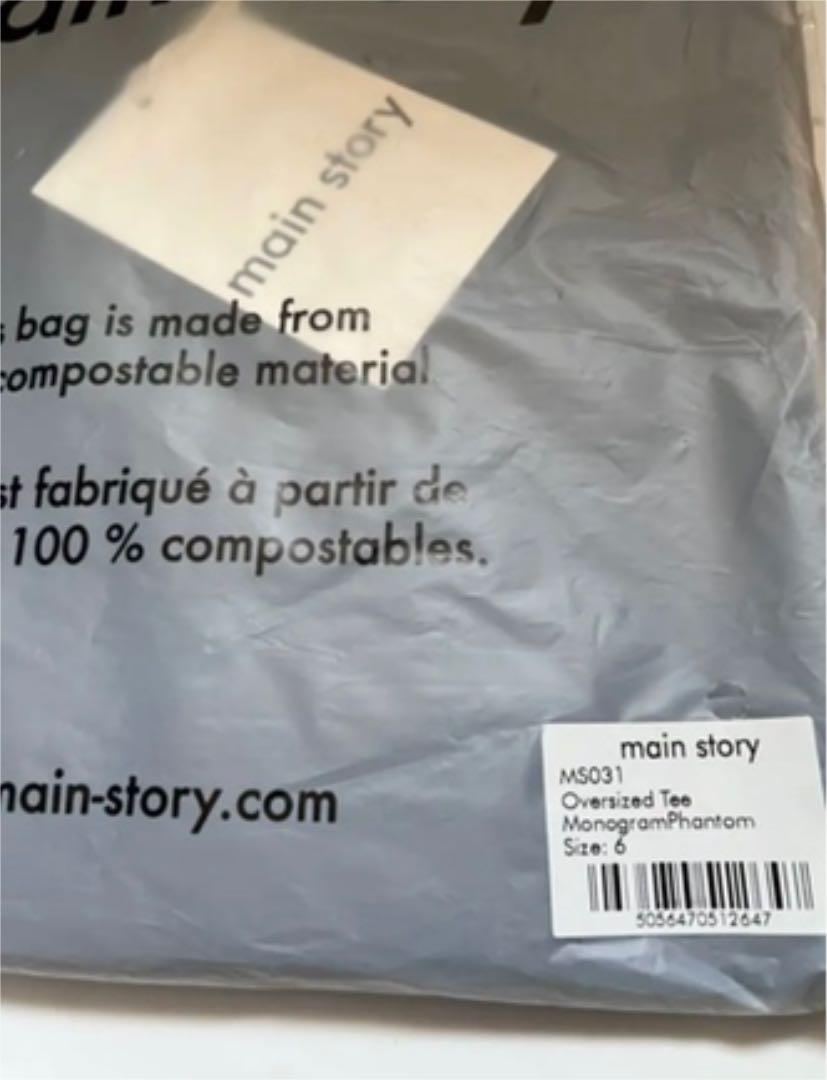 main story
bag is made from
compostable material
fabriqué à partir de
100 % compostables.
main-story.com
main story
MS031
Oversized Tee
MonogramPhantom
Size: 6
5056470512647